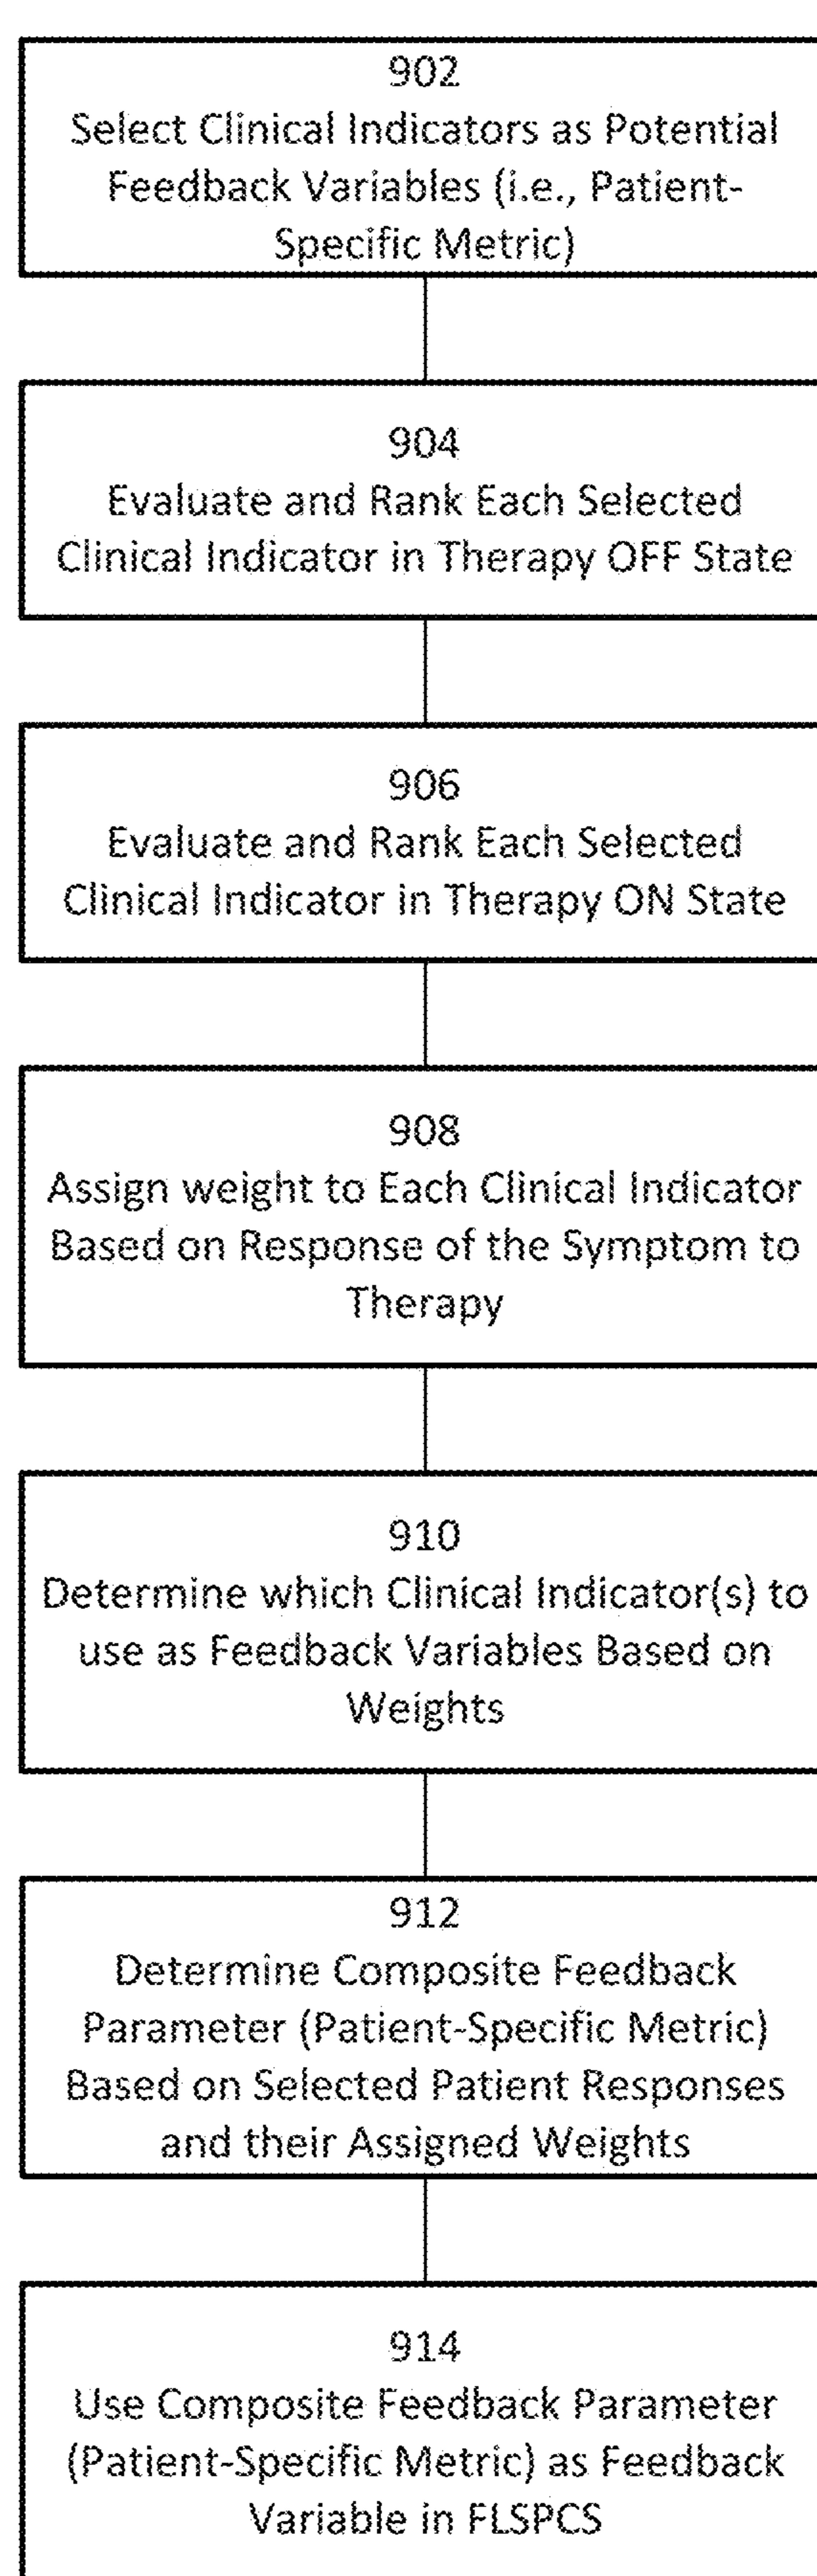 902
Select Clinical Indicators as Potential
Feedback Variables (i.e., Patient-
Specific Metric)
904
Evaluate and Rank Each Selected
Clinical Indicator in Therapy OFF State
906
Evaluate and Rank Each Selected
Clinical Indicator in Therapy ON State
908
Assign weight to Each Clinical Indicator
Based on Response of the Symptom to
Therapy
910
Determine which Clinical Indicator(s) to
use as Feedback Variables Based on
Weights
912
Determine Composite Feedback
Parameter (Patient-Specific Metric)
Based on Selected Patient Responses
and their Assigned Weights
914
Use Composite Feedback Parameter
(Patient-Specific Metric) as Feedback
Variable in FLSPCS